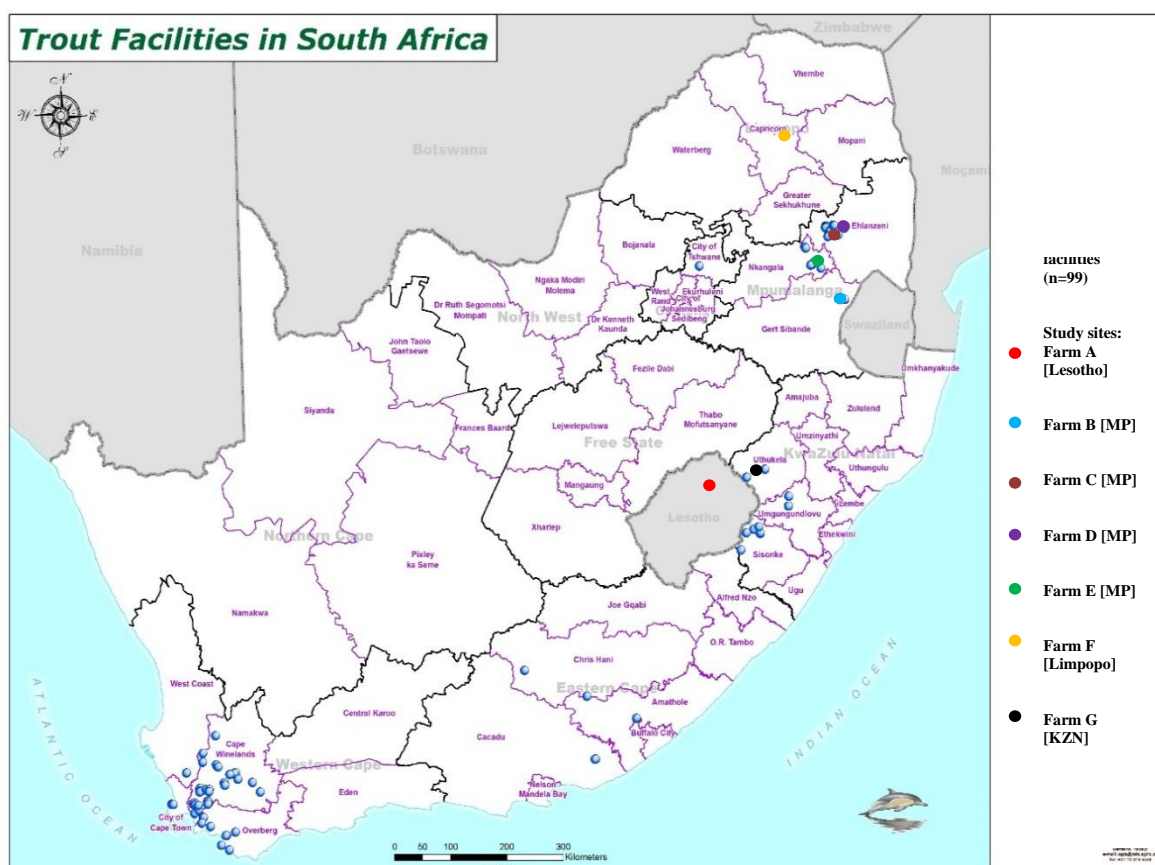 Trout Facilities in South Africa
N
W
E
S
Zimbabwe
Botswana
Namibia
Vhembe
Limpopo
Capricorn
Mopani
Waterberg
Greater
Sekhukhune
Ehlanzeni
Bojanala
City of
Tshwane
Nkangala
Mpumalanga
Ngaka Modiri
Molema
North West
Dr Ruth Segomotsi
Mompati
Dr Kenneth
Kaunda
West
Rand
Ekurhuleni
City of
Johannesburg
Sedibeng
Gert Sibande
Swaziland
John Taolo
Gaetsewe
Fezile Dabi
Umkhanyakude
Siyanda
Frances Baard
Lejweleputswa
Free State
Thabo
Mofutsanyane
Amajuba
Zululand
Umzinyathi
KwaZulu Natal
Uthukela
Uthungulu
Mangaung
Xhariep
Lesotho
Umgungundlovu
iLembe
Ethekwini
Sisonke
Ugu
Northern Cape
Pixley
ka Seme
Namakwa
Joe Gqabi
Alfred Nzo
O.R. Tambo
Chris Hani
Eastern Cape
Amathole
Buffalo City
West Coast
Central Karoo
Cacadu
Cape
Winelands
Western Cape
Eden
Nelson
Mandela Bay
City of
Cape Town
Overberg
ATLANTIC OCEAN
INDIAN OCEAN
0 50 100 200 300
Kilometers
facilities
(n=99)
Study sites:
Farm A
[Lesotho]
Farm B [MP]
Farm C [MP]
Farm D [MP]
Farm E [MP]
Farm F
[Limpopo]
Farm G
[KZN]